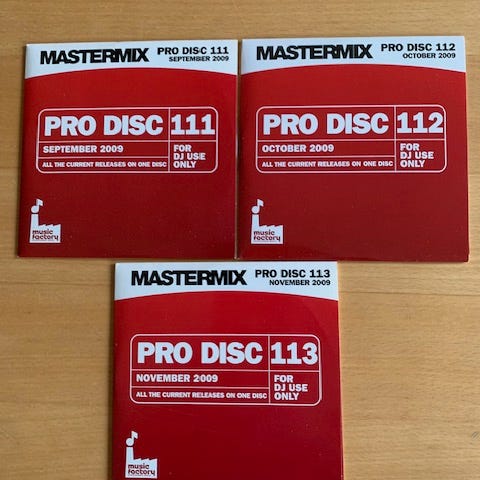 MASTERMIX PRO DISC 111
SEPTEMBER 2009
PRO DISC 111
SEPTEMBER 2009
FOR DJ USE ONLY
ALL THE CURRENT RELEASES ON ONE DISC
music factory
MASTERMIX PRO DISC 112
OCTOBER 2009
PRO DISC 112
OCTOBER 2009
FOR DJ USE ONLY
ALL THE CURRENT RELEASES ON ONE DISC
music factory
MASTERMIX PRO DISC 113
NOVEMBER 2009
PRO DISC 113
NOVEMBER 2009
FOR DJ USE ONLY
ALL THE CURRENT RELEASES ON ONE DISC
music factory